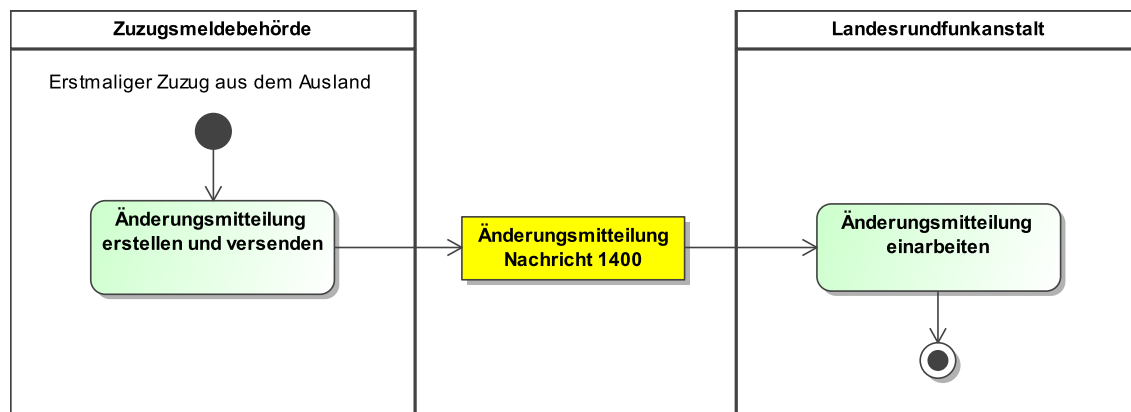 Zuzugsmeldebehörde
Landesrundfunkanstalt
Erstmaliger Zuzug aus dem Ausland
Änderungsmitteilung
erstellen und versenden
Änderungsmitteilung
Nachricht 1400
Änderungsmitteilung
einarbeiten